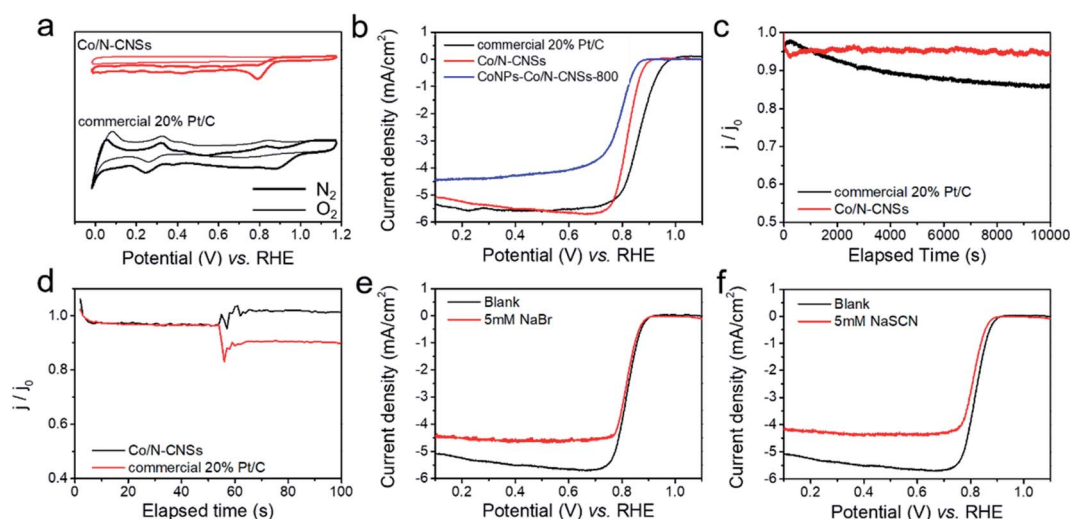 a
Co/N-CNSs
commercial 20% Pt/C
N2
O2
0.0 0.2 0.4 0.6 0.8 1.0 1.2
Potential (V) vs. RHE
b
Current density (mA/cm²)
1
0
-1
-2
-3
-4
-5
-6
commercial 20% Pt/C
Co/N-CNSs
CoNPs-Co/N-CNSs-800
0.2 0.4 0.6 0.8 1.0
Potential (V) vs. RHE
c
j / j0
1.0
0.9
0.8
0.7
0.6
0.5
commercial 20% Pt/C
Co/N-CNSs
0 2000 4000 6000 8000 10000
Elapsed Time (s)
d
j / j0
1.0
0.8
0.6
0.4
Co/N-CNSs
commercial 20% Pt/C
0 20 40 60 80 100
Elapsed time (s)
e
Current density (mA/cm²)
1
0
-1
-2
-3
-4
-5
-6
Blank
5mM NaBr
0.2 0.4 0.6 0.8 1.0
Potential (V) vs. RHE
f
Current density (mA/cm²)
1
0
-1
-2
-3
-4
-5
-6
Blank
5mM NaSCN
0.2 0.4 0.6 0.8 1.0
Potential (V) vs. RHE